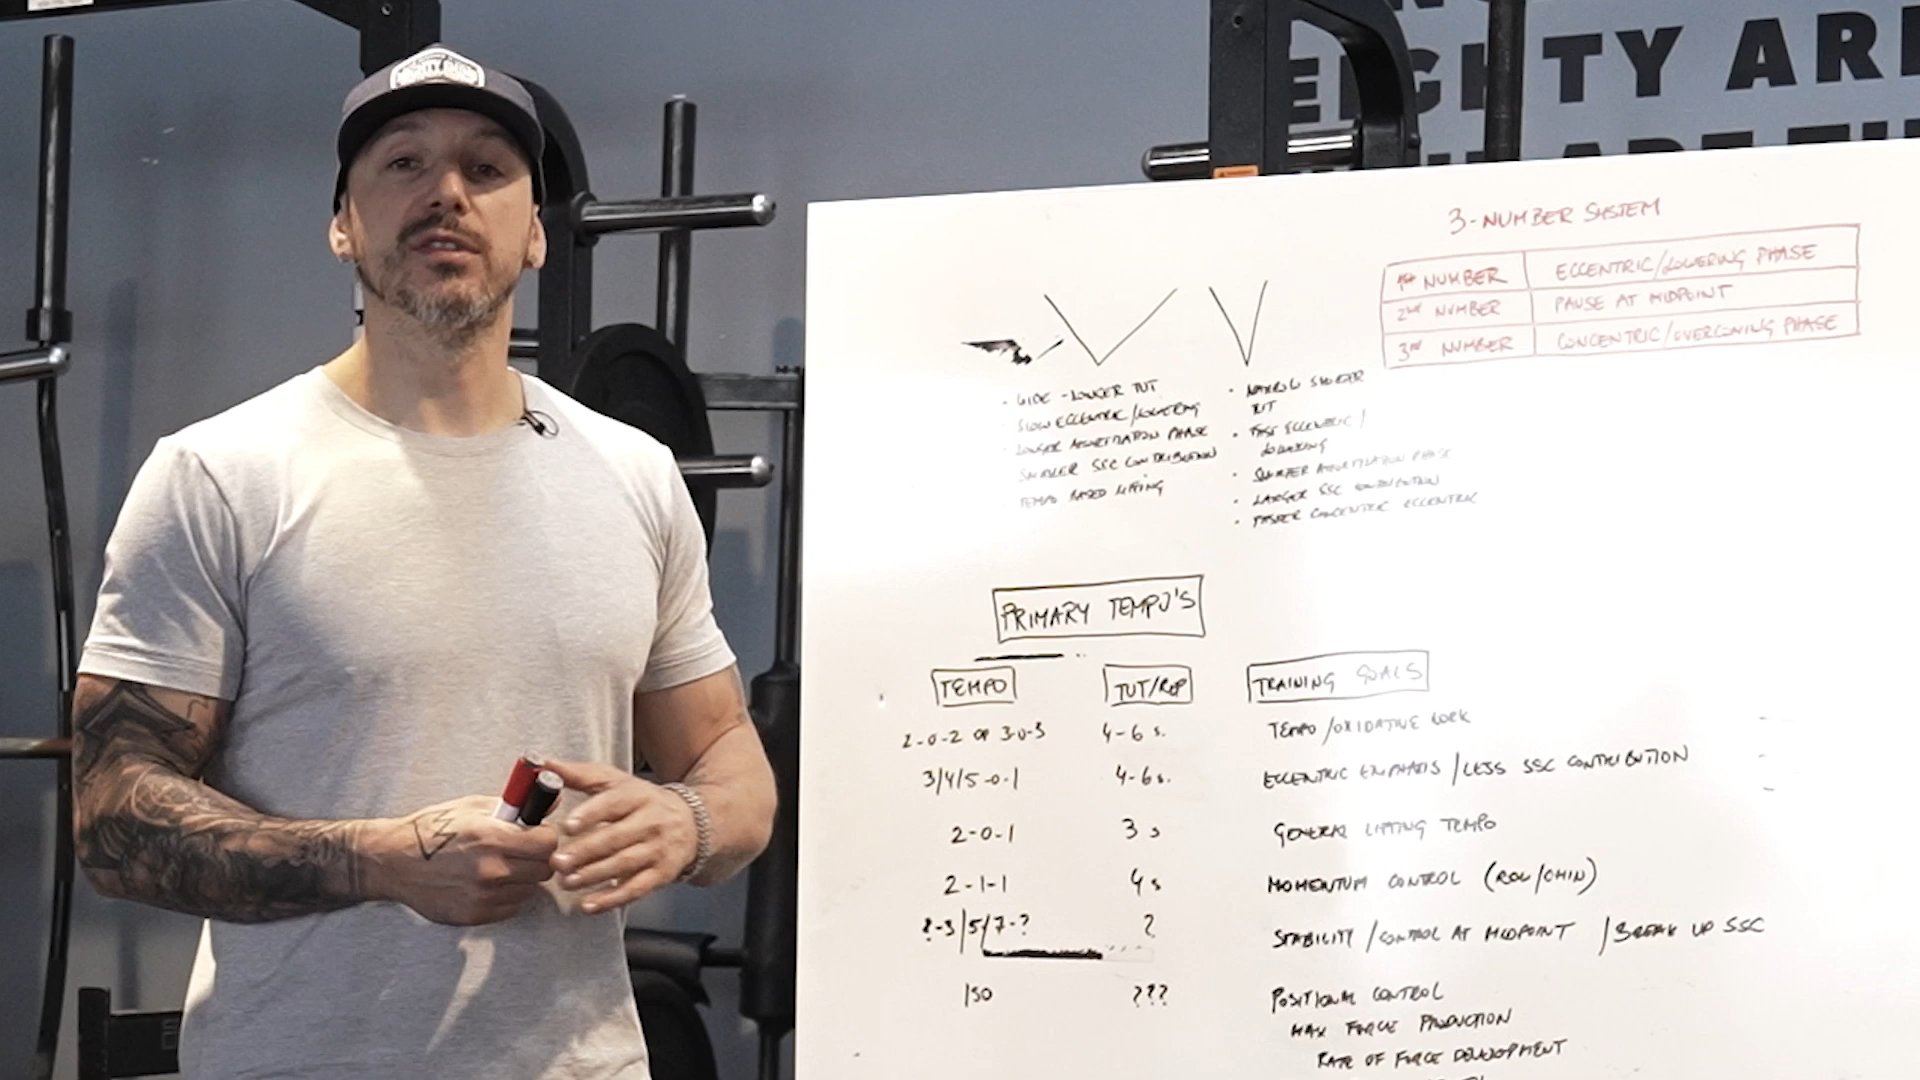 EIGHTY ARE
3-NUMBER SYSTEM
1ST NUMBER ECCENTRIC/LOWERING PHASE
2ND NUMBER PAUSE AT MIDPOINT
3RD NUMBER CONCENTRIC/OVERCOMING PHASE
· WIDE - LONGER TUT
· SLOW ECCENTRIC/LOWERING
· LONGER AMORTIZATION PHASE
· SMALLER SSC CONTRIBUTION
· TEMPO BASED LIFTING
· NARROW SHORTER
TUT
· FAST ECCENTRIC/
LOWERING
· SHORTER AMORTIZATION PHASE
· LARGER SSC CONTRIBUTION
· FASTER CONCENTRIC ECCENTRIC
PRIMARY TEMPO'S
TEMPO TUT/REP TRAINING GOALS
2-0-2 OR 3-0-3 4-6 s. TEMPO/OXIDATIVE WORK
3/4/5-0-1 4-6s. ECCENTRIC EMPHASIS/LESS SSC CONTRIBUTION
2-0-1 3 s GENERAL LIFTING TEMPO
2-1-1 4s MOMENTUM CONTROL (ROW/CHIN)
?-3/5/7-? ? STABILITY/CONTROL AT MIDPOINT /BREAK UP SSC
ISO ??? POSITIONAL CONTROL
MAX FORCE PRODUCTION
RATE OF FORCE DEVELOPMENT